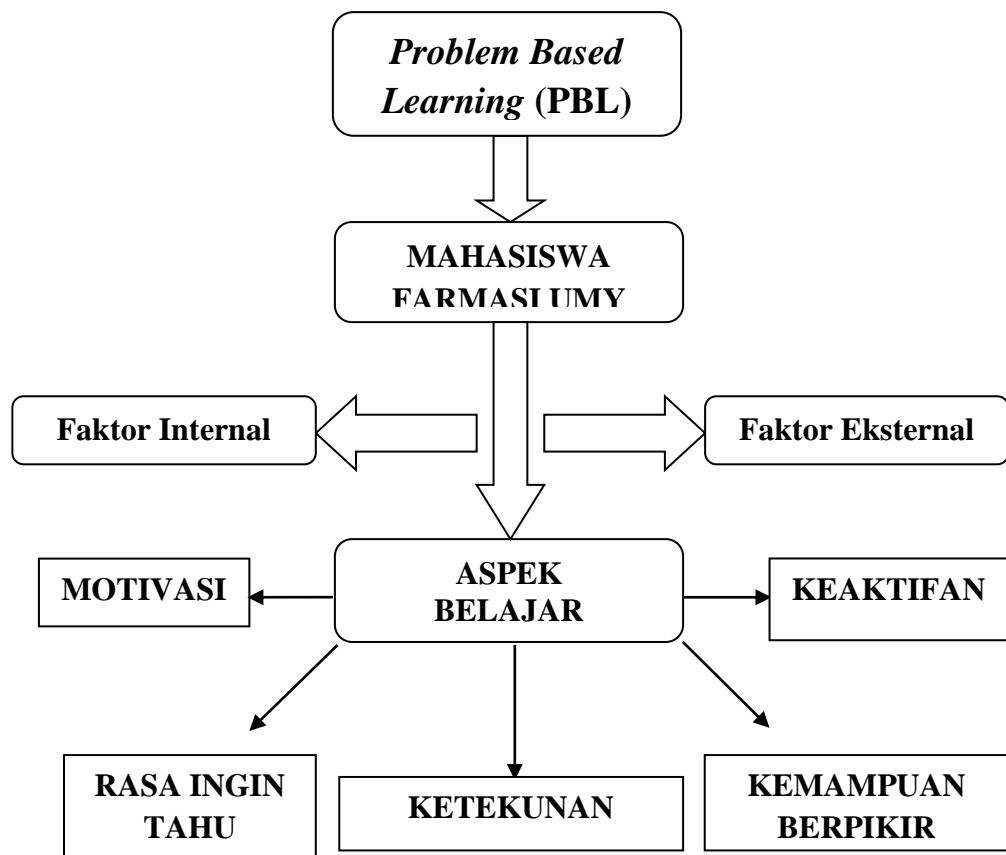 Problem Based
Learning (PBL)
MAHASISWA
FARMASI UMY
Faktor Internal
Faktor Eksternal
ASPEK
BELAJAR
MOTIVASI
KEAKTIFAN
RASA INGIN
TAHU
KETEKUNAN
KEMAMPUAN
BERPIKIR